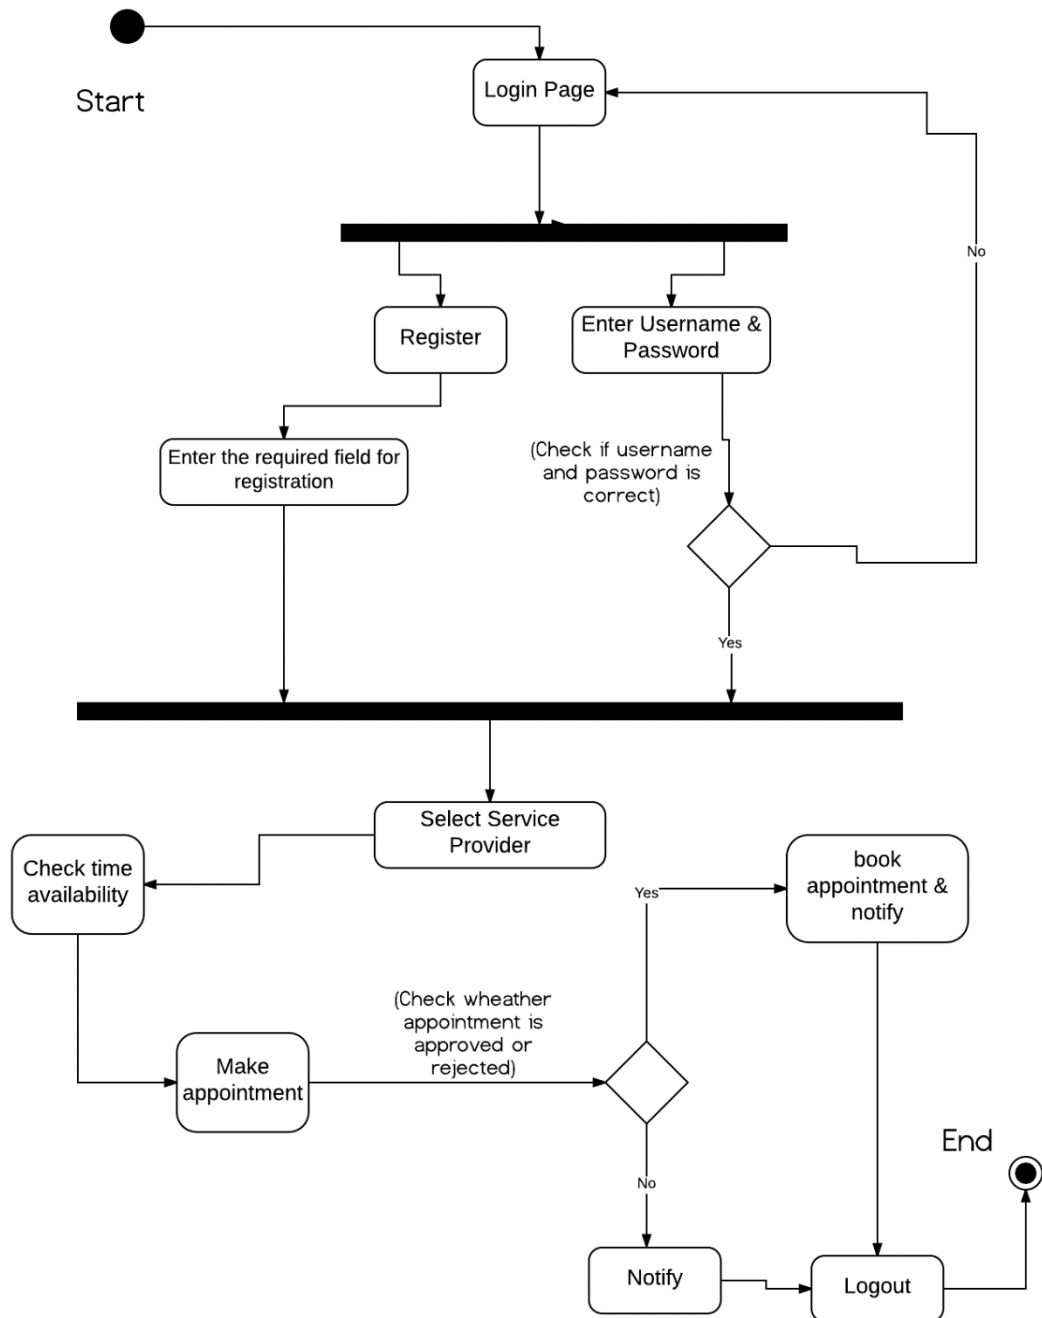 Start
Login Page
No
Register
Enter Username &
Password
Enter the required field for
registration
(Check if username
and password is
correct)
Yes
Select Service
Provider
Check time
availability
Yes
book
appointment &
notify
(Check wheather
appointment is
approved or
rejected)
Make
appointment
End
No
Notify
Logout